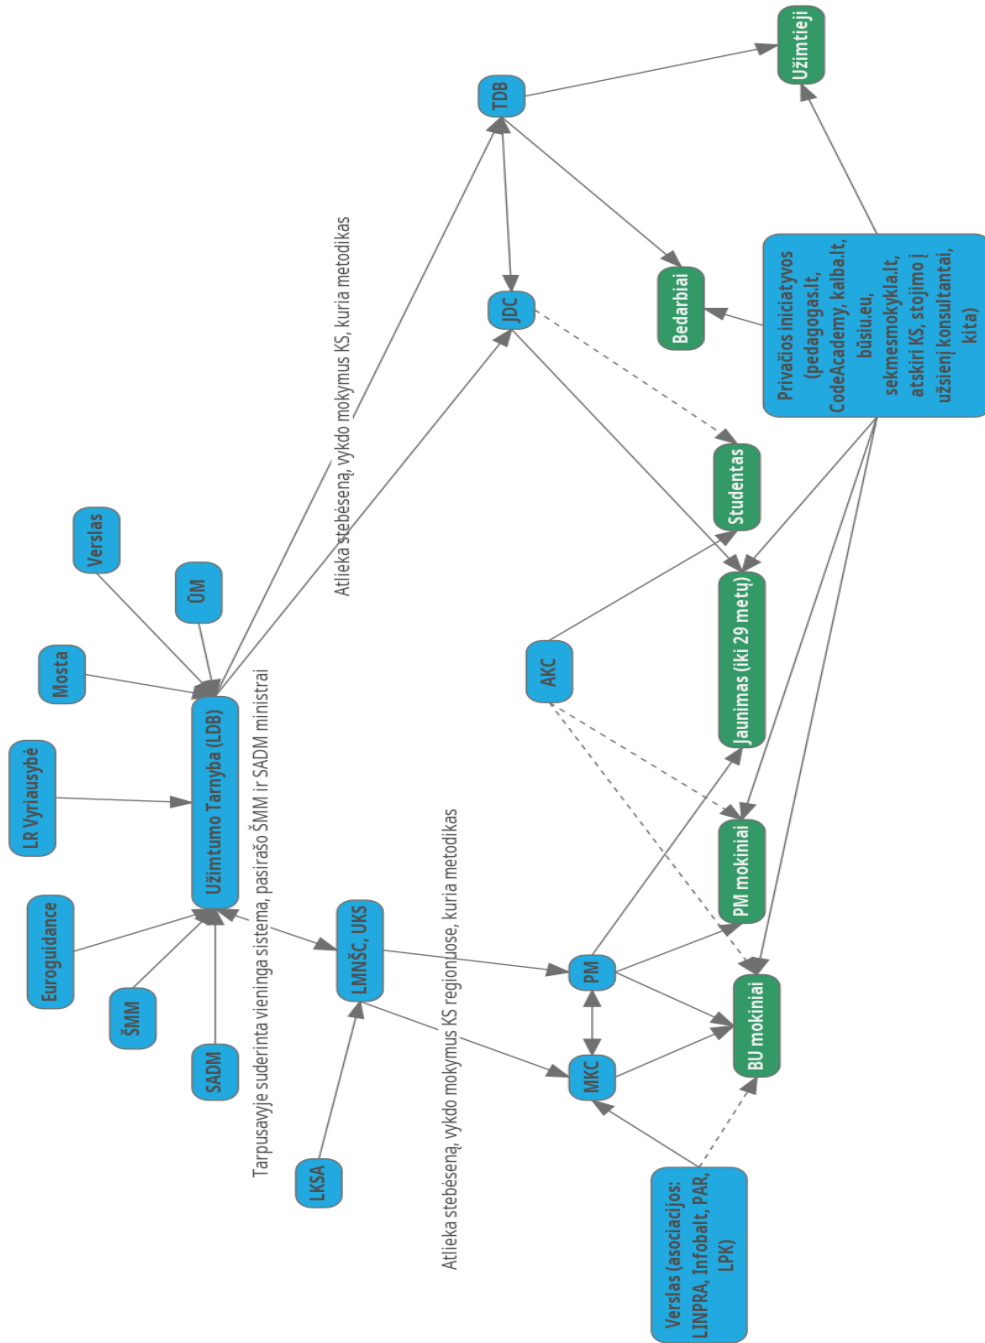 LR Vyriausybė
Mosta
Verslas
Euroguidance
ŠMM
ŪM
SADM
Užimtumo Tarnyba (LDB)
Tarpusavyje suderinta vieninga sistema, pasirašo ŠMM ir SADM ministrai
Atlieka stebėseną, vykdo mokymus KS, kuria metodikas
LKSA
LMNŠC, UKS
Atlieka stebėseną, vykdo mokymus KS regionuose, kuria metodikas
TDB
JDC
AKC
MKC
PM
Verslas (asociacijos:
LINPRA, Infobalt, PAR,
LPK)
BU mokiniai
PM mokiniai
Jaunimas (iki 29 metų)
Studentas
Bedarbiai
Užimtieji
Privačios iniciatyvos
(pedagogas.lt,
CodeAcademy, kalba.lt,
būsiu.eu,
sekmesmokykla.lt,
atskiri KS, stojimo į
užsienį konsultantai,
kita)